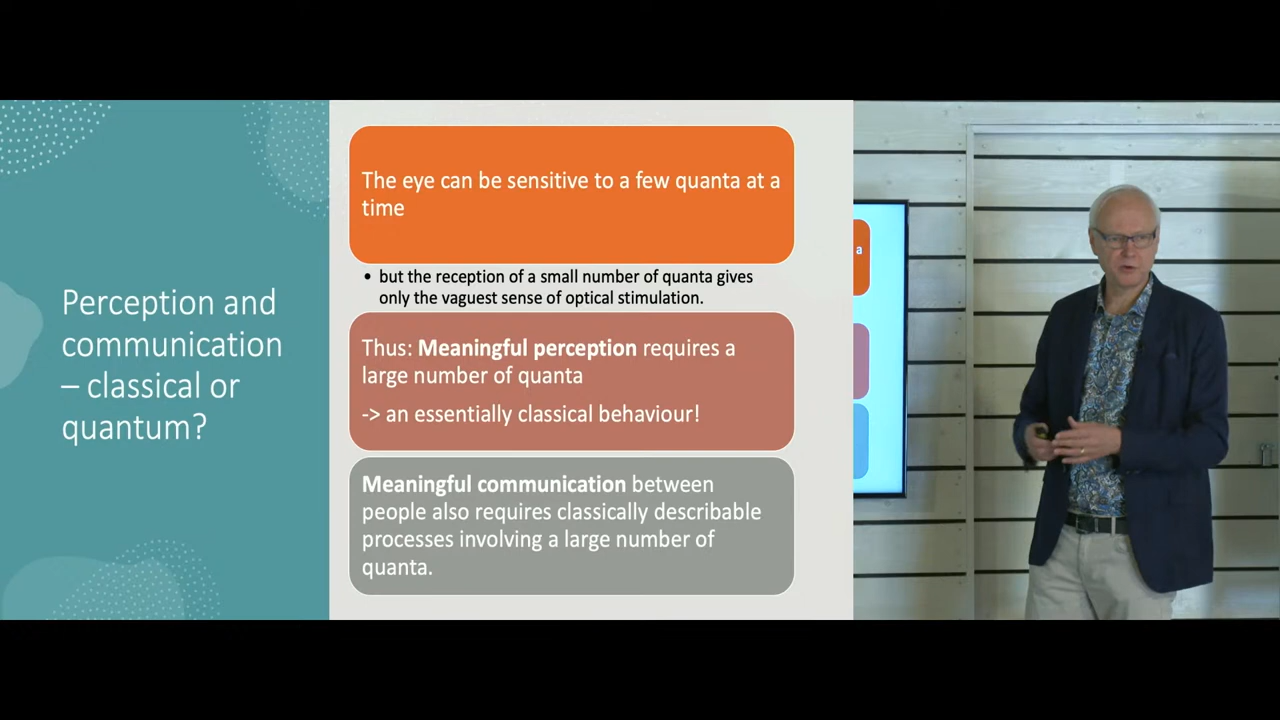 Perception and
communication
– classical or
quantum?
The eye can be sensitive to a few quanta at a
time
• but the reception of a small number of quanta gives
only the vaguest sense of optical stimulation.
Thus: Meaningful perception requires a
large number of quanta
-> an essentially classical behaviour!
Meaningful communication between
people also requires classically describable
processes involving a large number of
quanta.
a